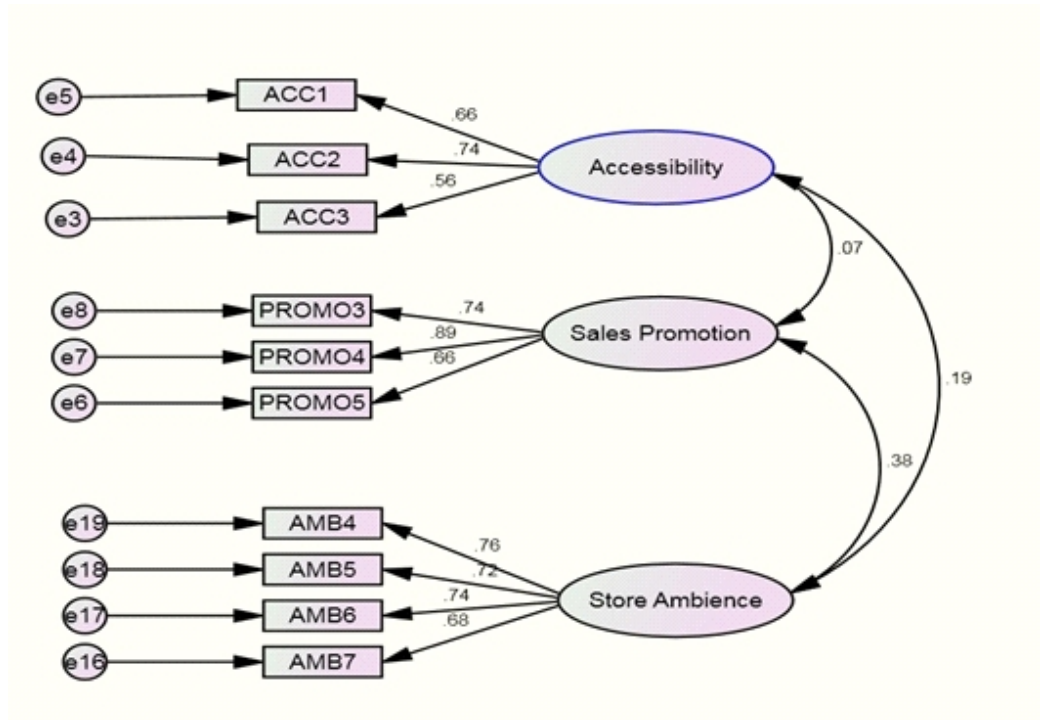 e5 ACC1
.66
e4 ACC2 .74
Accessibility
e3 ACC3 .56
.07
e8 PROMO3 .74
Sales Promotion
e7 PROMO4 .89
e6 PROMO5 .66
.19
.38
e19 AMB4 .76
e18 AMB5 .72
Store Ambience
e17 AMB6 .74
e16 AMB7 .68